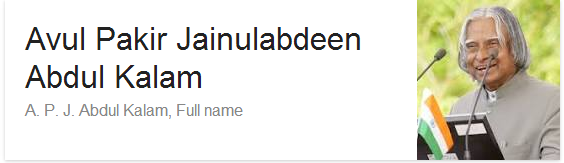 Avul Pakir Jainulabdeen
Abdul Kalam
A. P. J. Abdul Kalam, Full name